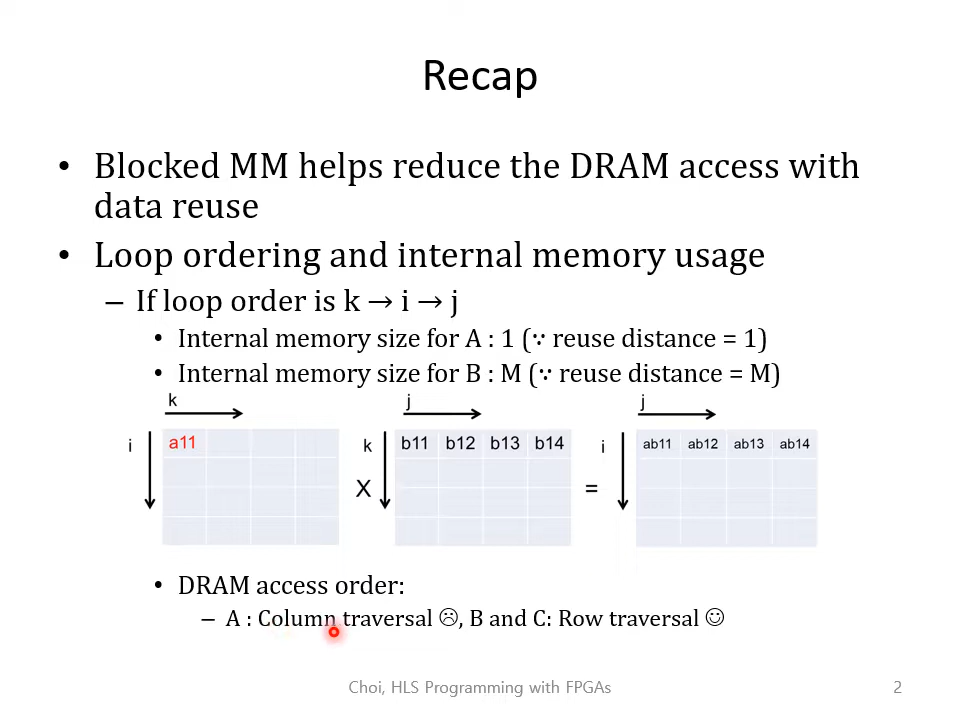 Recap
• Blocked MM helps reduce the DRAM access with
data reuse
• Loop ordering and internal memory usage
– If loop order is k → i → j
• Internal memory size for A : 1 (∵ reuse distance = 1)
• Internal memory size for B : M (∵ reuse distance = M)
k j j
i a11 k b11 b12 b13 b14 i ab11 ab12 ab13 ab14
X =
• DRAM access order:
– A : Column traversal ☹, B and C: Row traversal ☺
Choi, HLS Programming with FPGAs 2